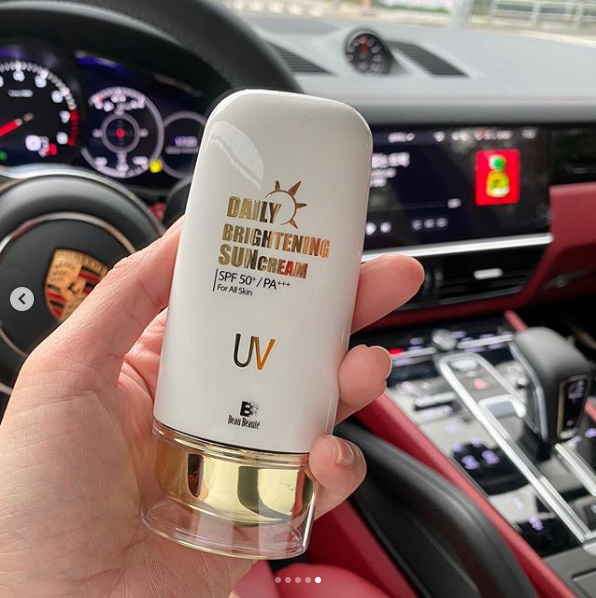 DAILY
BRIGHTENING
SUNCREAM
SPF 50+/PA+++
For All Skin
UV
B
Beau Beauté